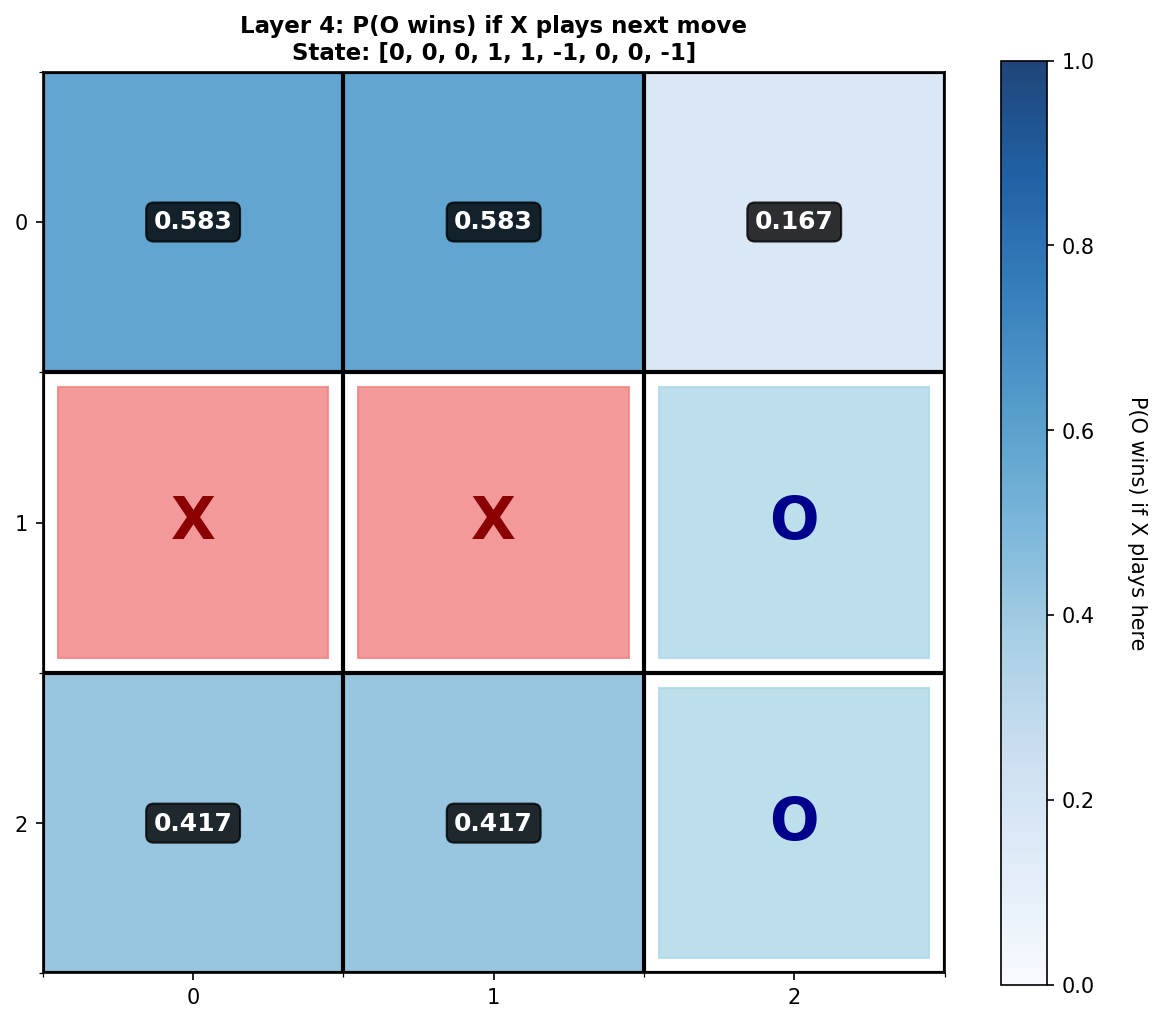 Layer 4: P(O wins) if X plays next move
State: [0, 0, 0, 1, 1, -1, 0, 0, -1]
0.583 0.583 0.167
X X O
0.417 0.417 O
0
1
2
0 1 2
1.0
0.8
0.6
0.4
0.2
0.0
P(O wins) if X plays here